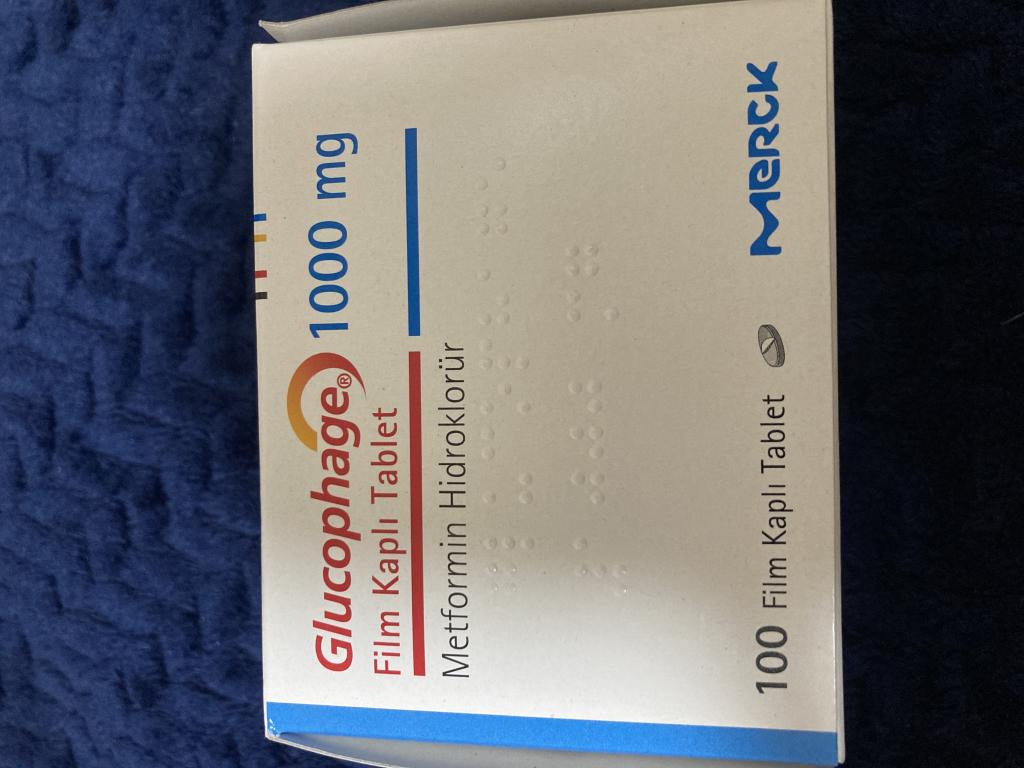 Glucophage® 1000 mg
Film Kaplı Tablet
Metformin Hidroklorür
100 Film Kaplı Tablet
MERCK